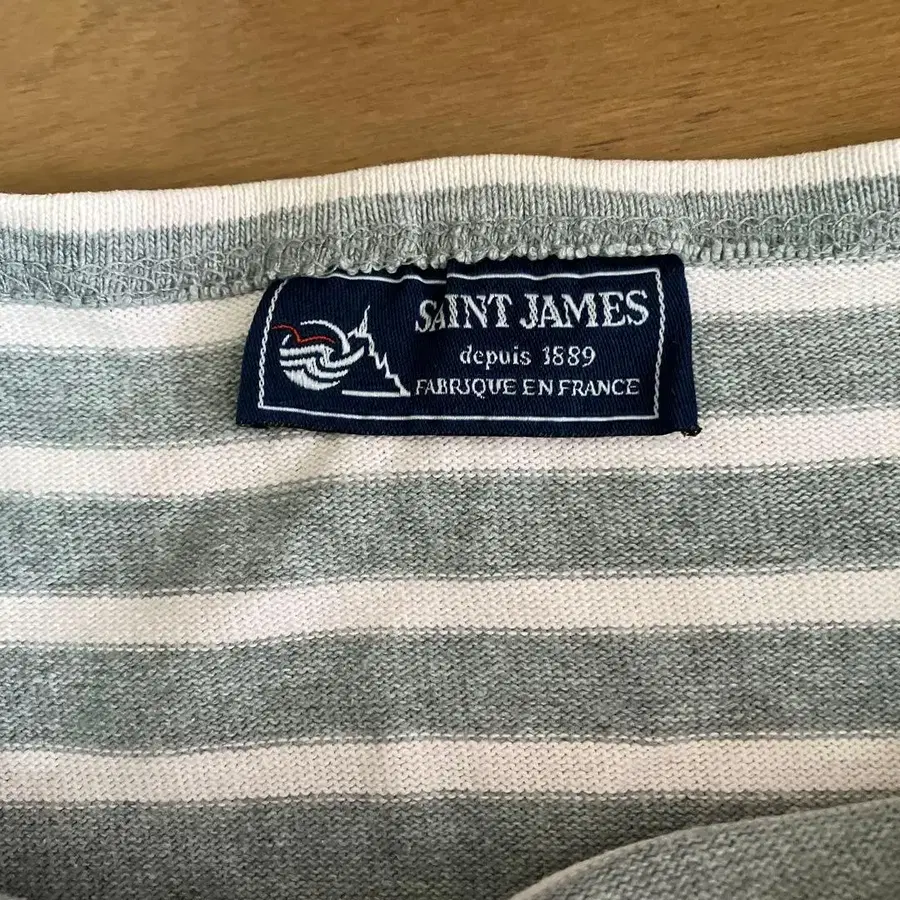 SAINT JAMES
depuis 1889
FABRIQUE EN FRANCE